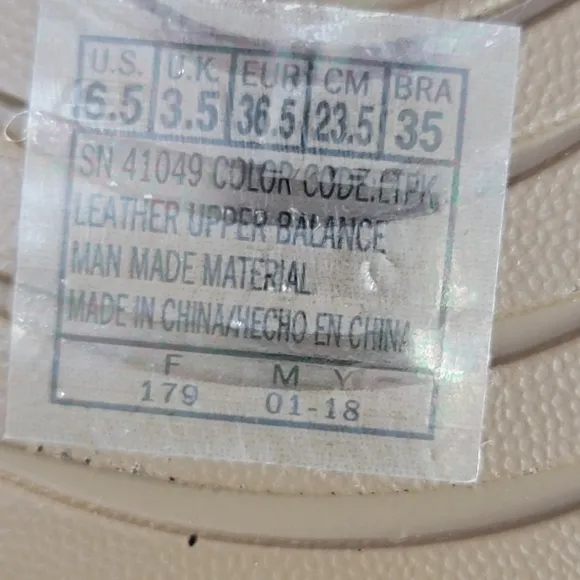 U.S. U.K. EUR CM BRA
6.5 3.5 36.5 23.5 35
SN 41049 COLOR CODE.LTPK
LEATHER UPPER BALANCE
MAN MADE MATERIAL
MADE IN CHINA/HECHO EN CHINA
F M Y
179 01-18